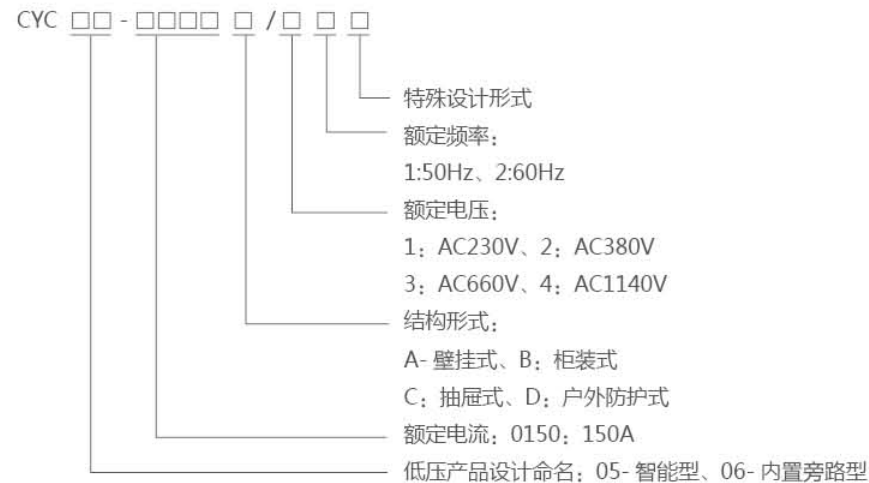 CYC □□-□□□□ □/□ □ □
特殊设计形式
额定频率：
1:50Hz、2:60Hz
额定电压：
1：AC230V、2：AC380V
3：AC660V、4：AC1140V
结构形式：
A- 壁挂式、B：柜装式
C：抽屉式、D：户外防护式
额定电流：0150：150A
低压产品设计命名：05- 智能型、06- 内置旁路型